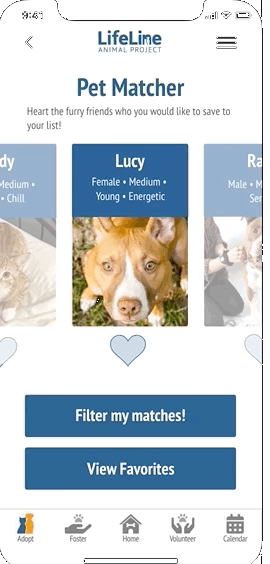 9:41
LifeLine
ANIMAL PROJECT
Pet Matcher
Heart the furry friends who you would like to save to
your list!
dy
Medium •
• Chill
Lucy
Female • Medium •
Young • Energetic
Ra
Male • M
Ser
Filter my matches!
View Favorites
Adopt
Foster
Home
Volunteer
Calendar